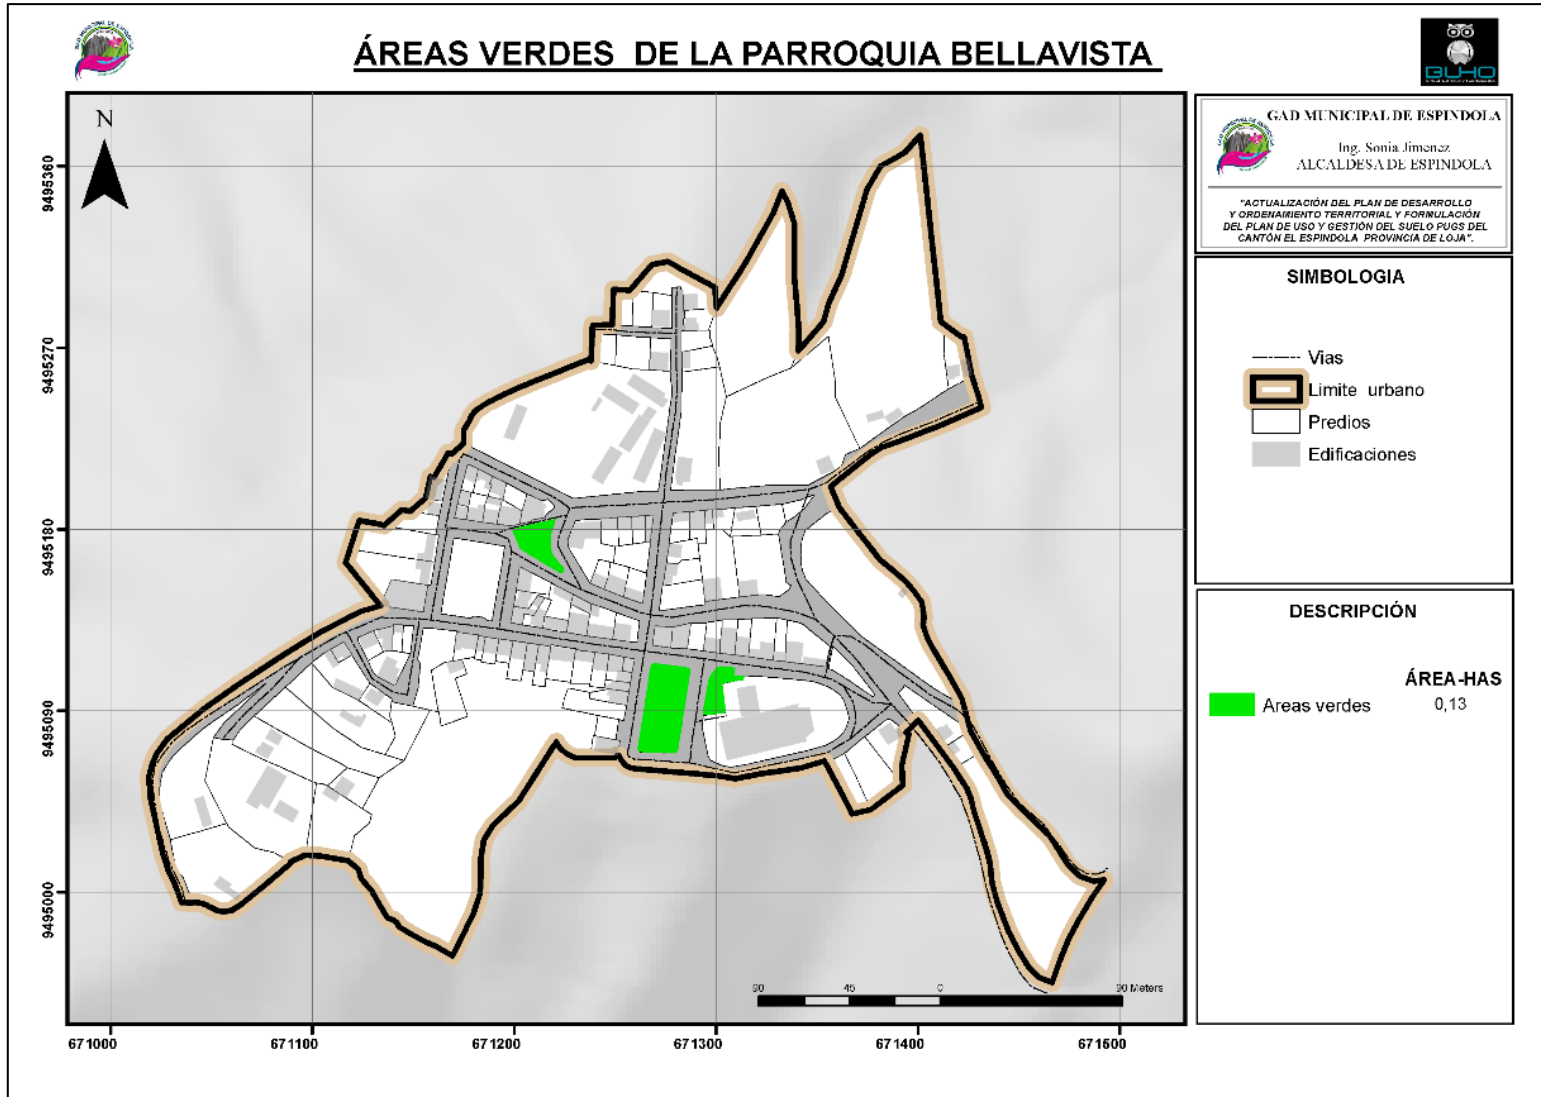 ÁREAS VERDES DE LA PARROQUIA BELLAVISTA
BUHO
GAD MUNICIPAL DE ESPINDOLA
Ing. Sonia Jimenez
ALCALDESA DE ESPINDOLA
"ACTUALIZACIÓN DEL PLAN DE DESARROLLO
Y ORDENAMIENTO TERRITORIAL Y FORMULACIÓN
DEL PLAN DE USO Y GESTIÓN DEL SUELO PUGS DEL
CANTÓN EL ESPINDOLA PROVINCIA DE LOJA".
SIMBOLOGIA
Vias
Limite urbano
Predios
Edificaciones
DESCRIPCIÓN
ÁREA-HAS
Areas verdes 0,13
N
9495360
9495270
9495180
9495090
9495000
90 45 0 90 Meters
671000 671100 671200 671300 671400 671500